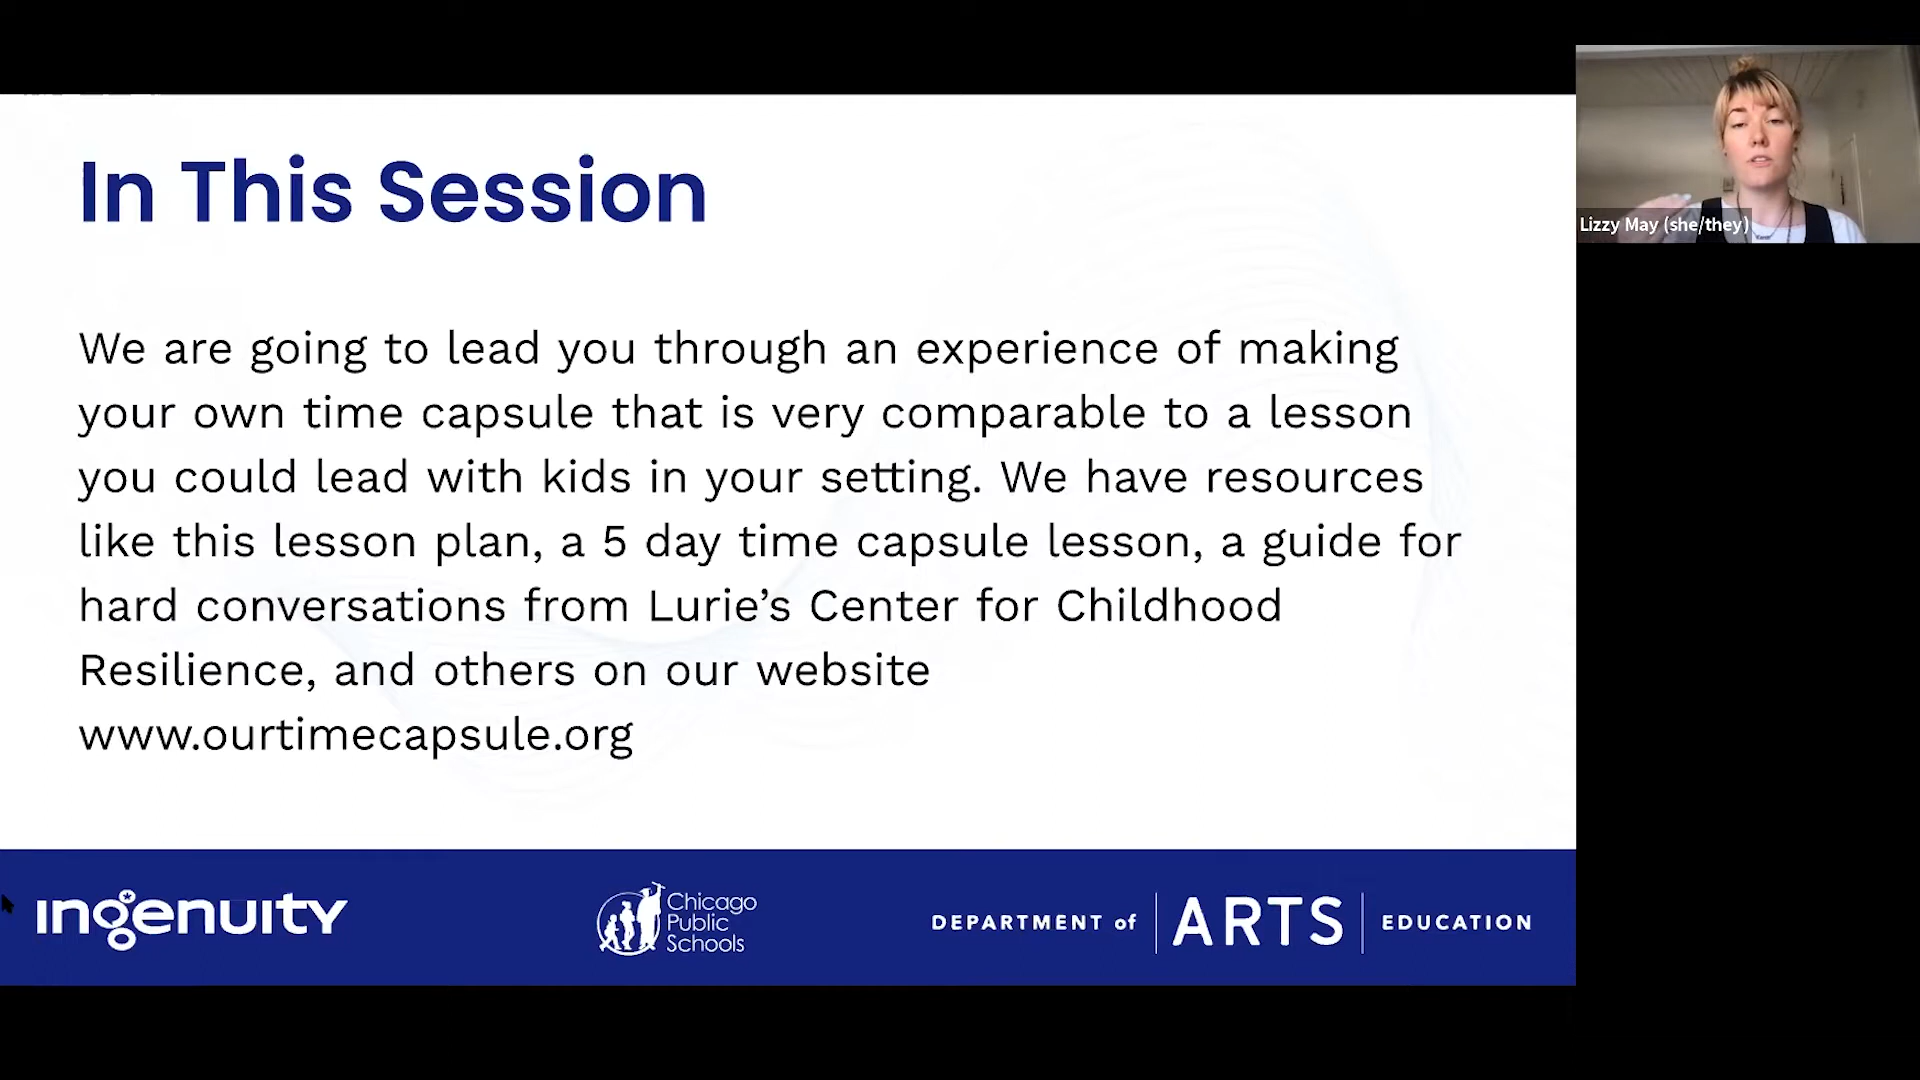 In This Session
We are going to lead you through an experience of making
your own time capsule that is very comparable to a lesson
you could lead with kids in your setting. We have resources
like this lesson plan, a 5 day time capsule lesson, a guide for
hard conversations from Lurie’s Center for Childhood
Resilience, and others on our website
www.ourtimecapsule.org
Lizzy May (she/they)
ingenuity
Chicago
Public
Schools
DEPARTMENT of ARTS EDUCATION